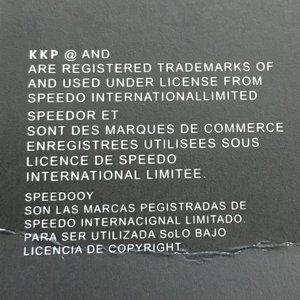 KKP @ AND
ARE REGISTERED TRADEMARKS OF
AND USED UNDER LICENSE FROM
SPEEDO INTERNATIONALLIMITED
SPEEDOR ET
SONT DES MARQUES DE COMMERCE
ENREGISTREES UTILISEES SOUS
LICENCE DE SPEEDO
INTERNATIONAL LIMITEE.
SPEEDOOY
SON LAS MARCAS PEGISTRADAS DE
SPEEDO INTERNACIGNAL LIMITADO.
PARA SER UTILIZADA SoLO BAJO
LICENCIA DE COPYRIGHT.